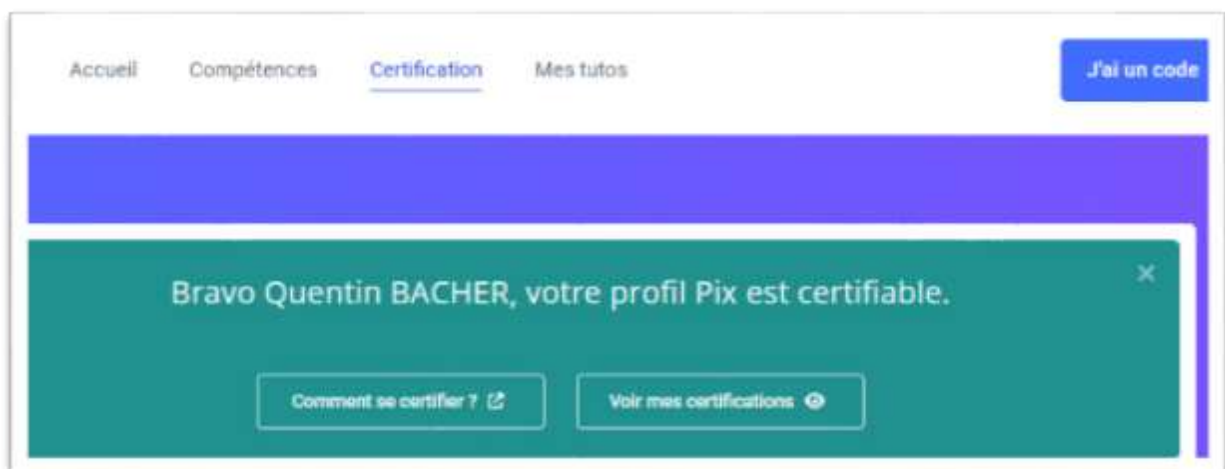 Accueil Compétences Certification Mes tutos J'ai un code
Bravo Quentin BACHER, votre profil Pix est certifiable.
Comment se certifier ? Voir mes certifications